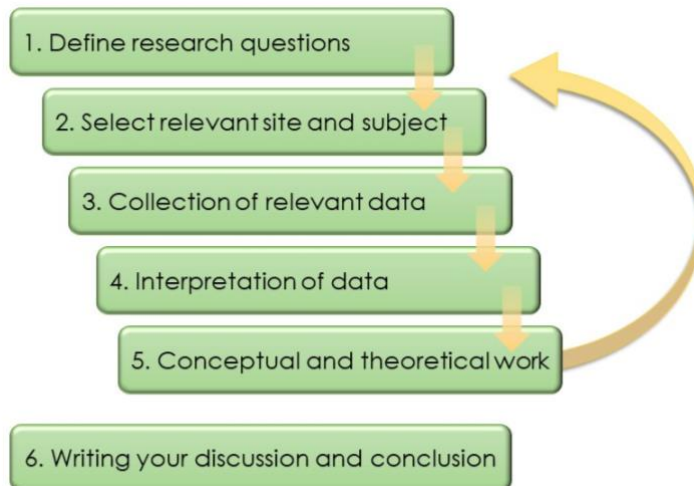 1. Define research questions
2. Select relevant site and subject
3. Collection of relevant data
4. Interpretation of data
5. Conceptual and theoretical work
6. Writing your discussion and conclusion